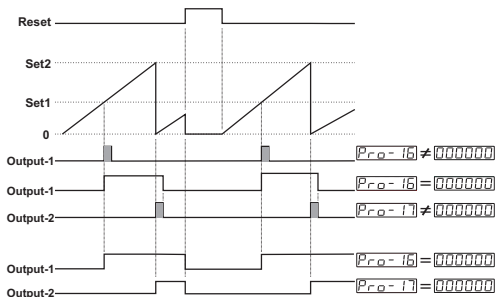 Reset
Set2
Set1
0
Output-1 Pro-16 ≠ 000000
Output-1 Pro-16 = 000000
Output-2 Pro-17 ≠ 000000
Output-1 Pro-16 = 000000
Output-2 Pro-17 = 000000